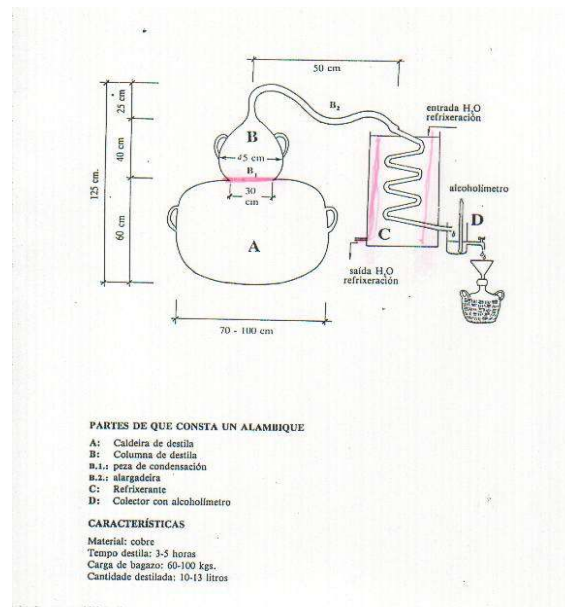 50 cm
25 cm
40 cm
60 cm
125 cm.
B₂
B
45 cm
B₁
30
cm
A
70 - 100 cm
entrada H₂O
refrixeración
alcoholímetro
D
C
saída H₂O
refrixeración
PARTES DE QUE CONSTA UN ALAMBIQUE
A: Caldeira de destila
B: Columna de destila
B.1.: peza de condensación
B.2.: alargadeira
C: Refrixerante
D: Colector con alcoholímetro
CARACTERÍSTICAS
Material: cobre
Tempo destila: 3-5 horas
Carga de bagazo: 60-100 kgs.
Cantidade destilada: 10-13 litros